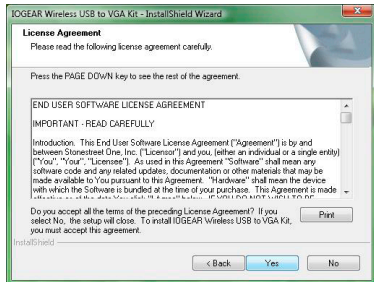 IOGEAR Wireless USB to VGA Kit - InstallShield Wizard
License Agreement
Please read the following license agreement carefully.
Press the PAGE DOWN key to see the rest of the agreement.
END USER SOFTWARE LICENSE AGREEMENT
IMPORTANT - READ CAREFULLY
Introduction. This End User Software License Agreement ("Agreement") is by and
between Stonestreet One, Inc. ("Licensor") and you, (either an individual or a single entity)
("You", "Your", "Licensee"). As used in this Agreement "Software" shall mean any
software code and any related updates, documentation or other materials that may be
made available to You pursuant to this Agreement. "Hardware" shall mean the device
with which the Software is bundled at the time of your purchase. This Agreement is made
Do you accept all the terms of the preceding License Agreement? If you
select No, the setup will close. To install IOGEAR Wireless USB to VGA Kit,
you must accept this agreement.
Print
InstallShield
< Back
Yes
No